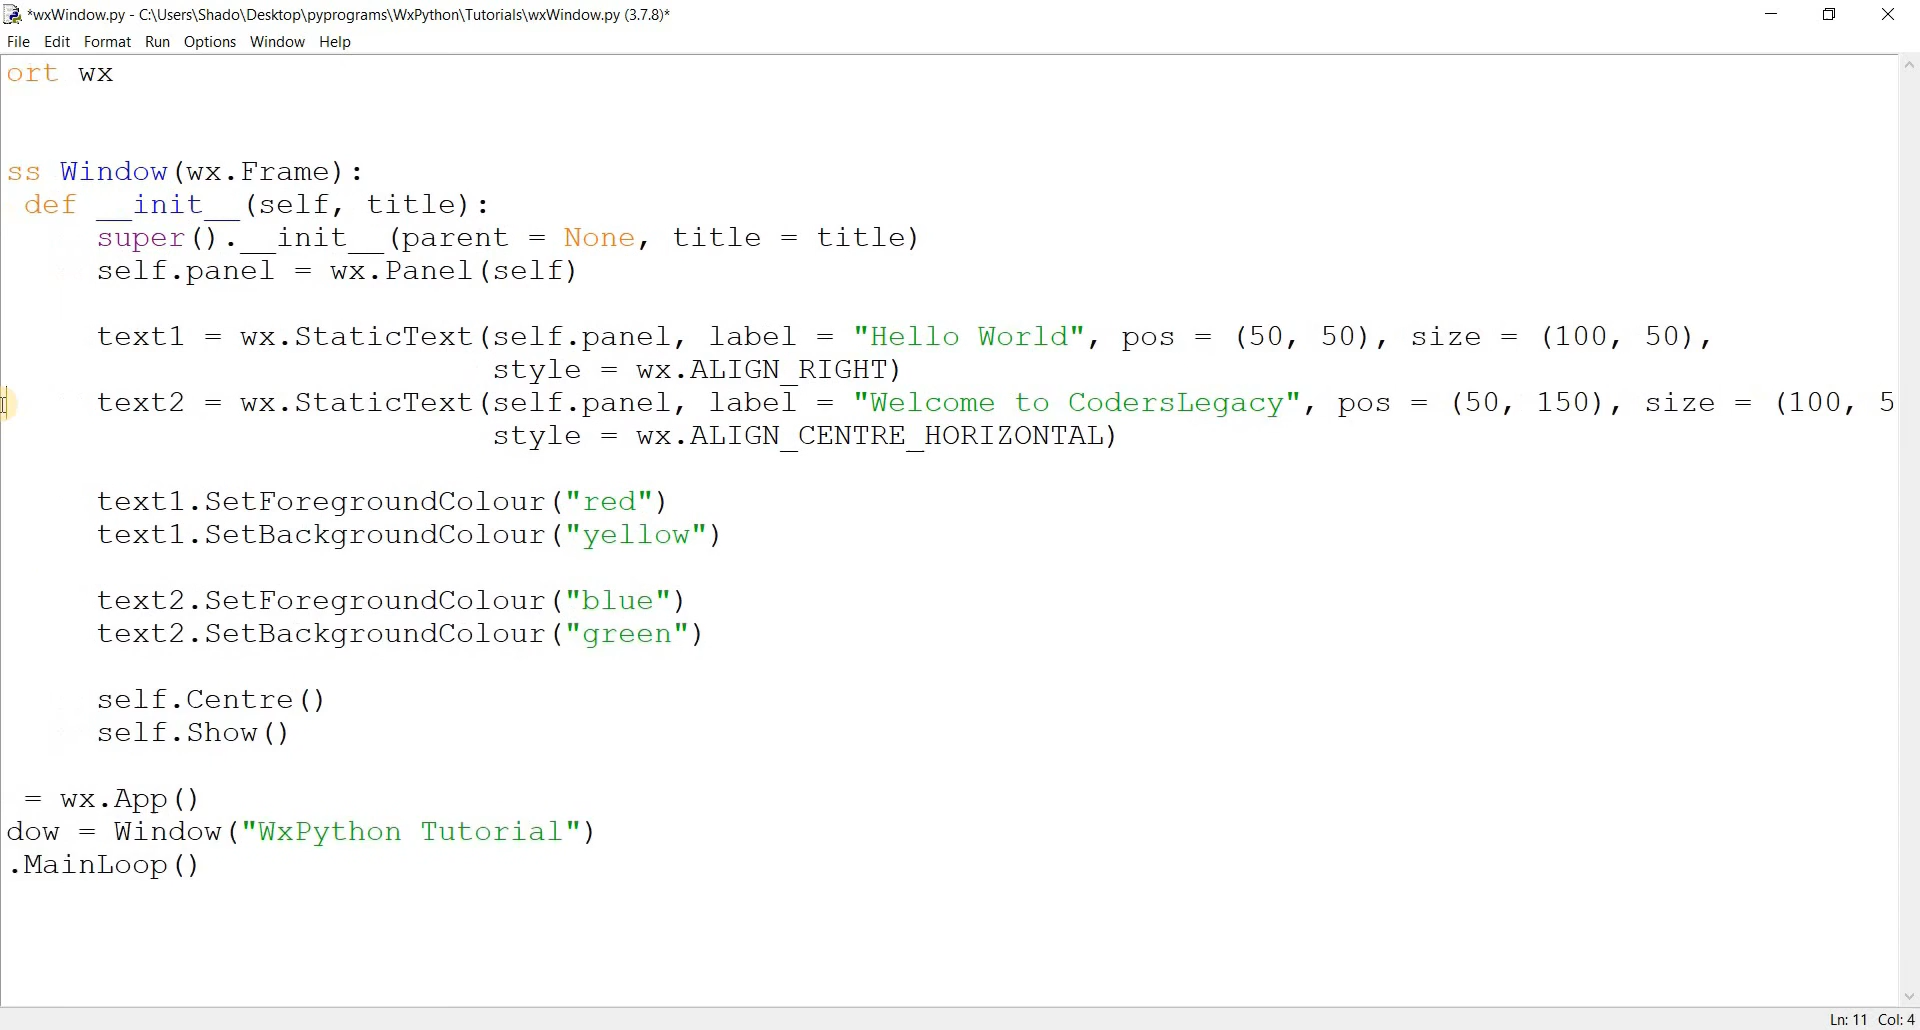 *wxWindow.py - C:\Users\Shado\Desktop\pyprograms\WxPython\Tutorials\wxWindow.py (3.7.8)*
File Edit Format Run Options Window Help
ort wx
ss Window(wx.Frame):
def __init__(self, title):
super().__init__(parent = None, title = title)
self.panel = wx.Panel(self)
text1 = wx.StaticText(self.panel, label = "Hello World", pos = (50, 50), size = (100, 50),
style = wx.ALIGN_RIGHT)
text2 = wx.StaticText(self.panel, label = "Welcome to CodersLegacy", pos = (50, 150), size = (100, 5
style = wx.ALIGN_CENTRE_HORIZONTAL)
text1.SetForegroundColour("red")
text1.SetBackgroundColour("yellow")
text2.SetForegroundColour("blue")
text2.SetBackgroundColour("green")
self.Centre()
self.Show()
= wx.App()
dow = Window("WxPython Tutorial")
.MainLoop()
Ln: 11 Col: 4